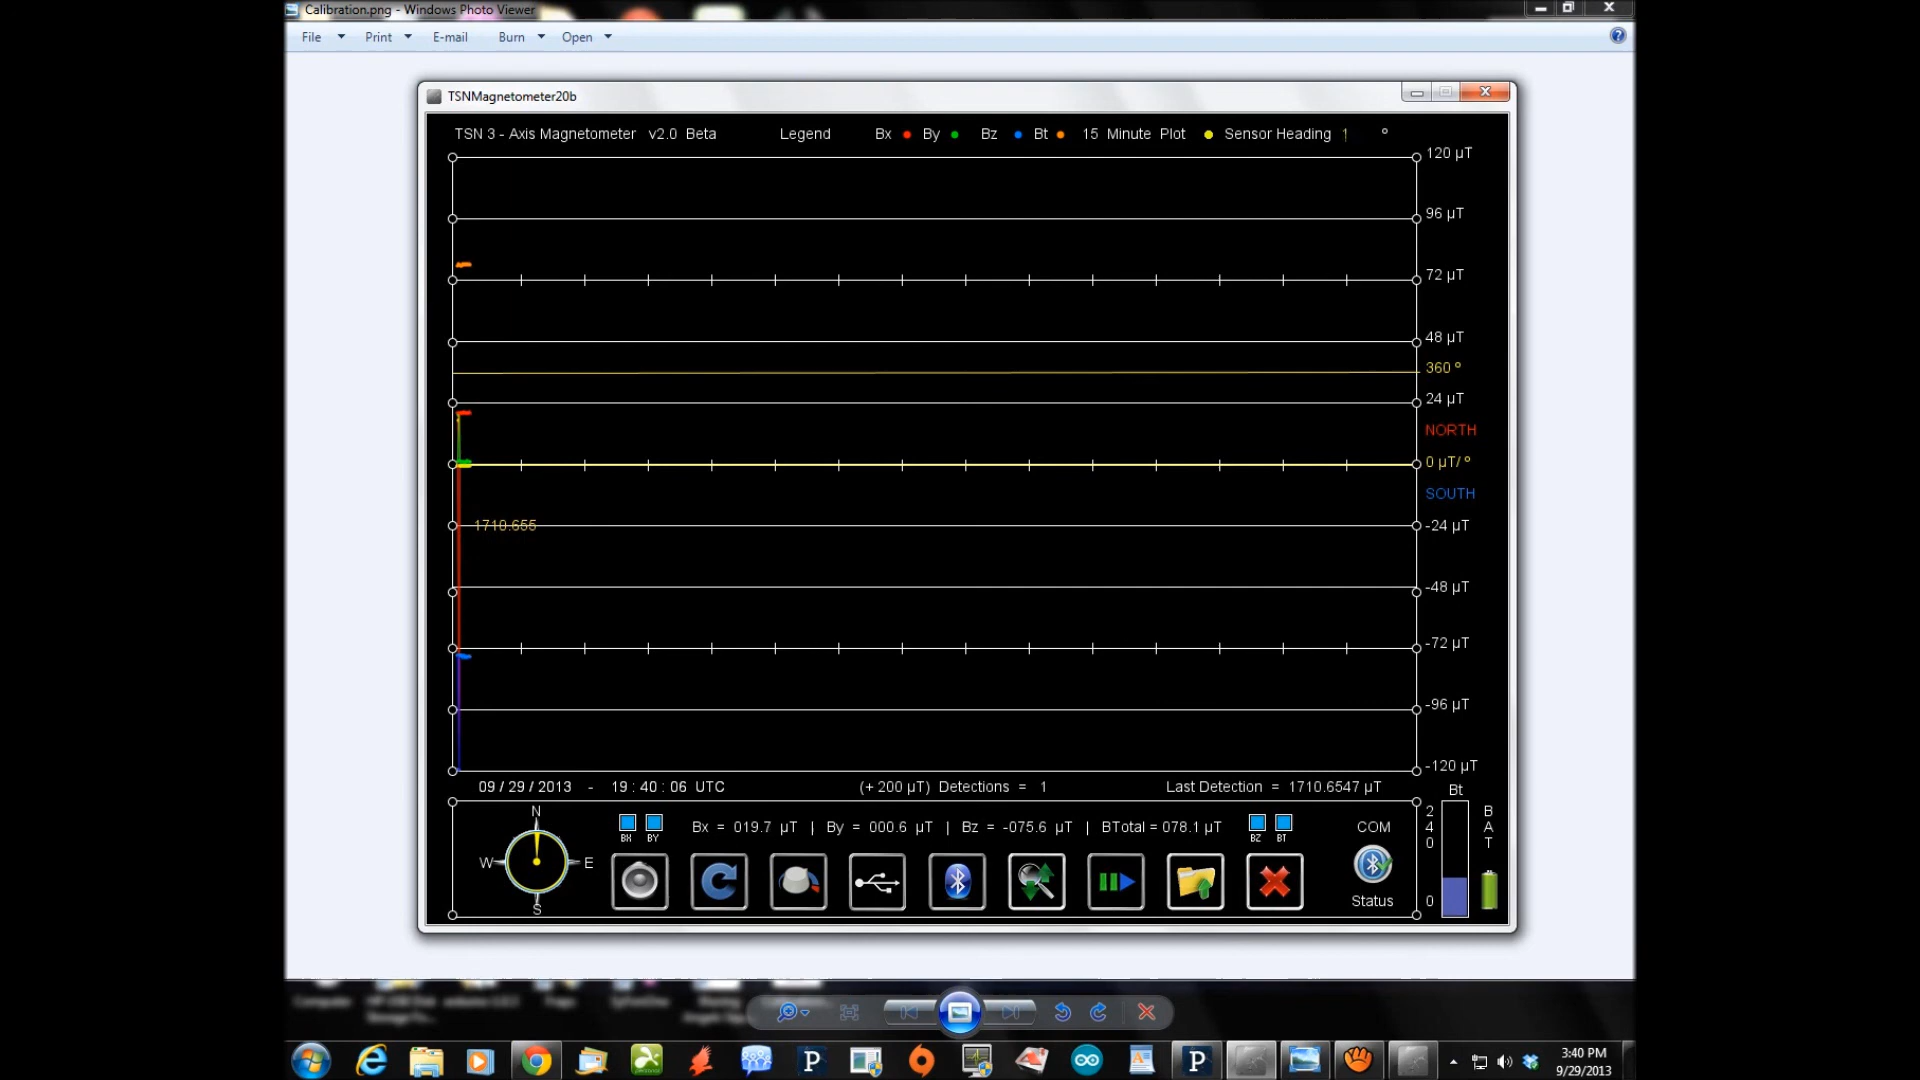 Calibration.png - Windows Photo Viewer
File Print E-mail Burn Open
TSNMagnetometer20b
TSN 3 - Axis Magnetometer v2.0 Beta Legend Bx By Bz Bt 15 Minute Plot Sensor Heading 1 °
120 µT
96 µT
72 µT
48 µT
360 °
24 µT
NORTH
0 µT/ °
SOUTH
1710.655
-24 µT
-48 µT
-72 µT
-96 µT
-120 µT
09 / 29 / 2013 - 19 : 40 : 06 UTC (+ 200 µT) Detections = 1 Last Detection = 1710.6547 µT
Bt
N
W E
S
BX BY
Bx = 019.7 µT | By = 000.6 µT | Bz = -075.6 µT | BTotal = 078.1 µT
BZ BT
COM
Status
240
0
BAT
Computer
3:40 PM
9/29/2013